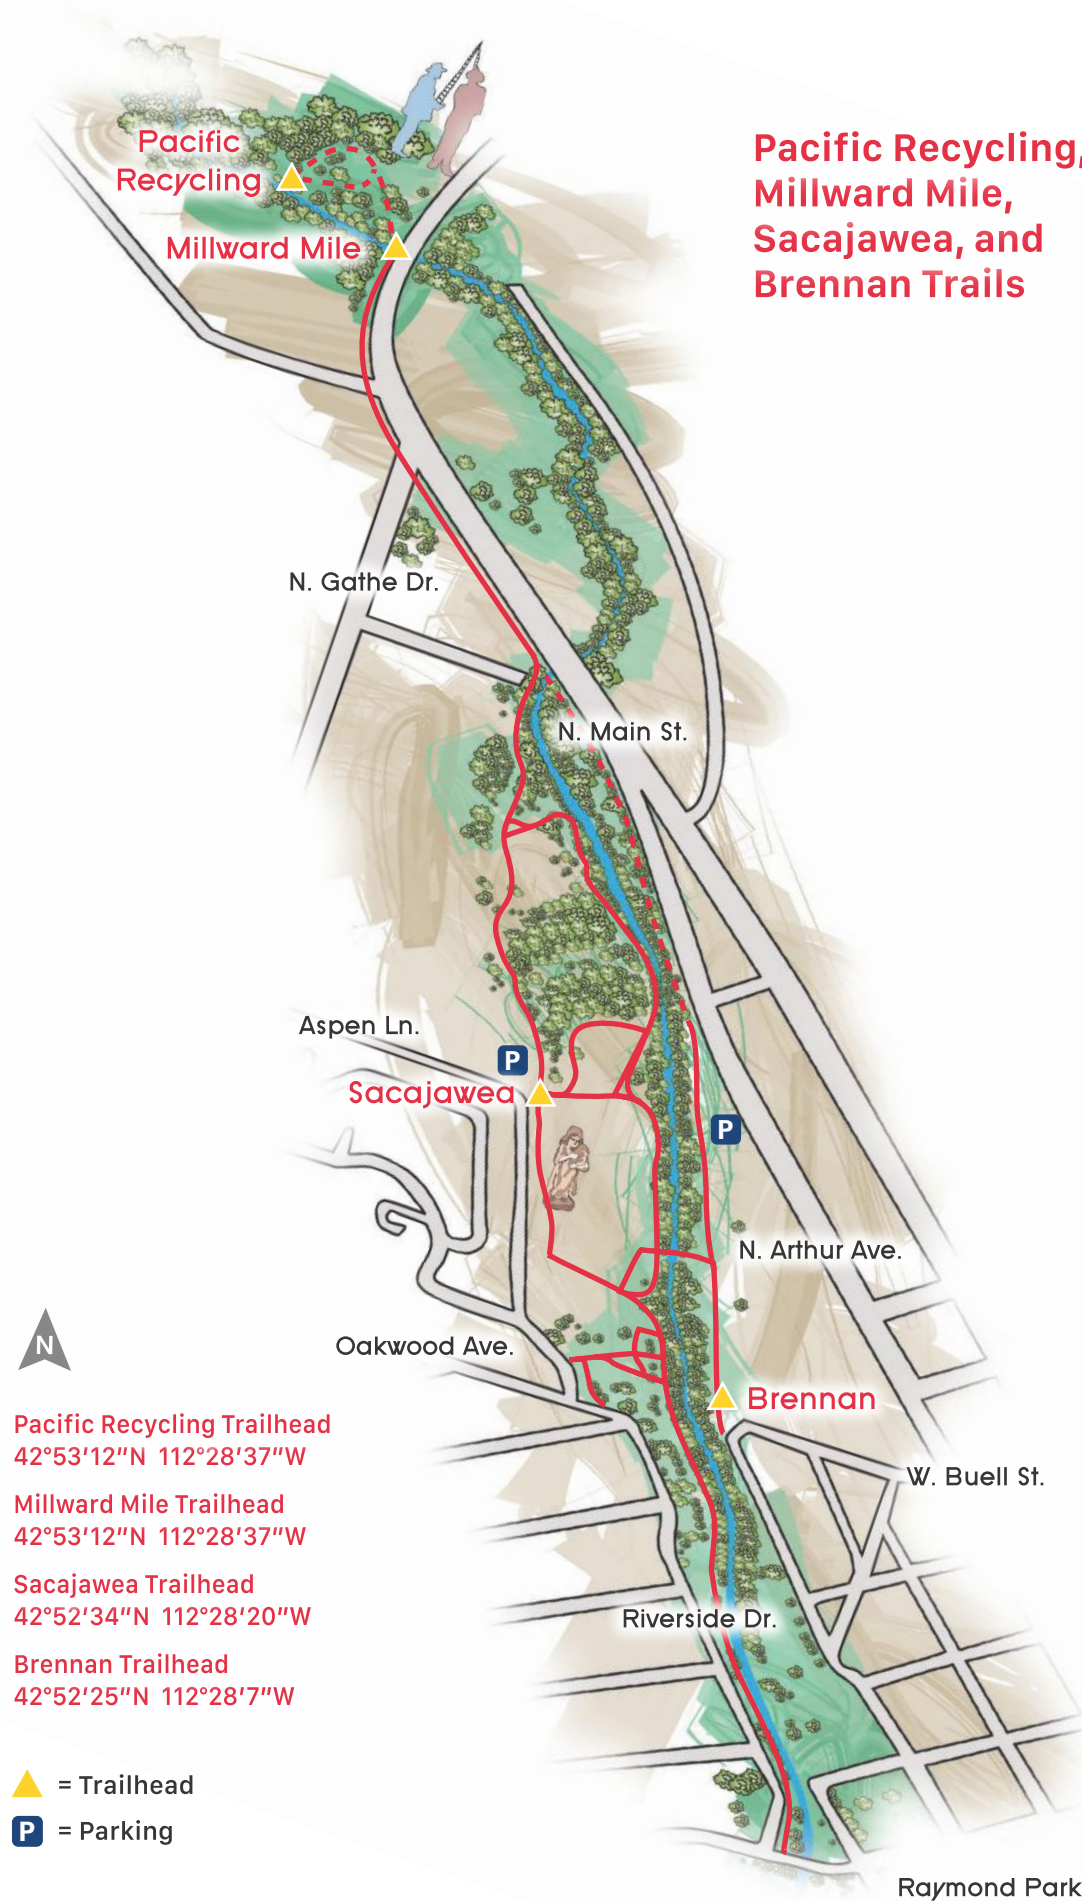 Pacific Recycling,
Millward Mile,
Sacajawea, and
Brennan Trails
Pacific
Recycling
Millward Mile
N. Gathe Dr.
N. Main St.
Aspen Ln.
P
Sacajawea
P
N. Arthur Ave.
Oakwood Ave.
Brennan
W. Buell St.
Riverside Dr.
Raymond Park
N
Pacific Recycling Trailhead
42°53'12"N 112°28'37"W
Millward Mile Trailhead
42°53'12"N 112°28'37"W
Sacajawea Trailhead
42°52'34"N 112°28'20"W
Brennan Trailhead
42°52'25"N 112°28'7"W
= Trailhead
P = Parking